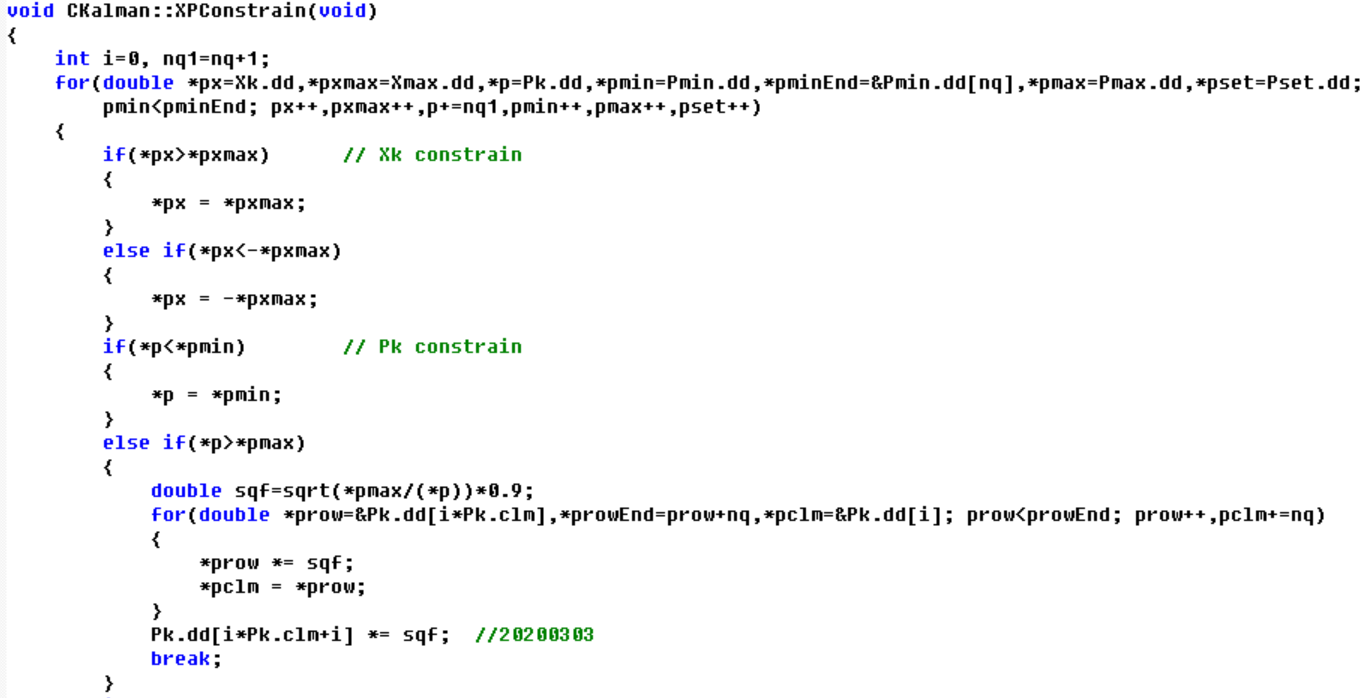 void CKalman::XPConstrain(void)
{
    int i=0, nq1=nq+1;
    for(double *px=Xk.dd,*pxmax=Xmax.dd,*p=Pk.dd,*pmin=Pmin.dd,*pminEnd=&Pmin.dd[nq],*pmax=Pmax.dd,*pset=Pset.dd;
        pmin<pminEnd; px++,pxmax++,p+=nq1,pmin++,pmax++,pset++)
    {
        if(*px>*pxmax)      // Xk constrain
        {
            *px = *pxmax;
        }
        else if(*px<-*pxmax)
        {
            *px = -*pxmax;
        }
        if(*p<*pmin)        // Pk constrain
        {
            *p = *pmin;
        }
        else if(*p>*pmax)
        {
            double sqf=sqrt(*pmax/(*p))*0.9;
            for(double *prow=&Pk.dd[i*Pk.clm],*prowEnd=prow+nq,*pclm=&Pk.dd[i]; prow<prowEnd; prow++,pclm+=nq)
            {
                *prow *= sqf;
                *pclm = *prow;
            }
            Pk.dd[i*Pk.clm+i] *= sqf;  //20200303
            break;
        }